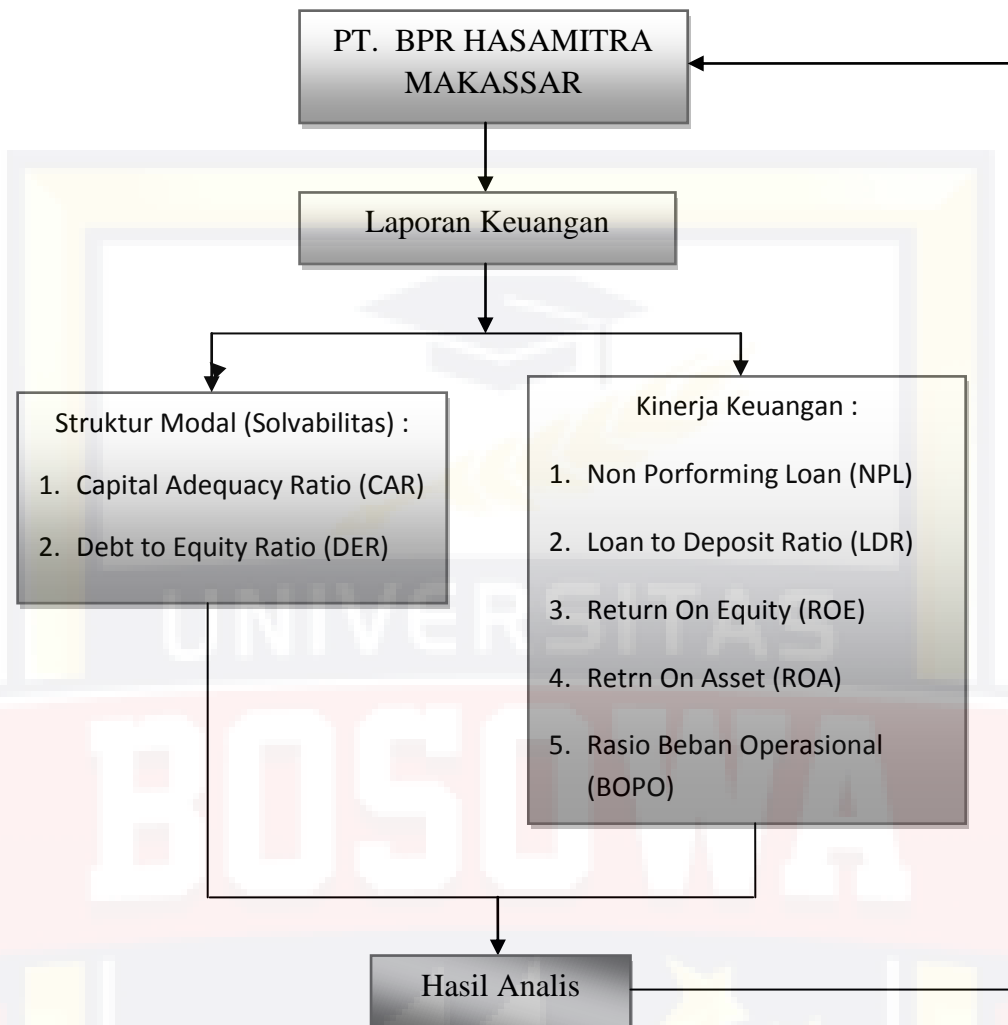 PT. BPR HASAMITRA
MAKASSAR
Laporan Keuangan
Struktur Modal (Solvabilitas) :
1. Capital Adequacy Ratio (CAR)
2. Debt to Equity Ratio (DER)
Kinerja Keuangan :
1. Non Porforming Loan (NPL)
2. Loan to Deposit Ratio (LDR)
3. Return On Equity (ROE)
4. Retrn On Asset (ROA)
5. Rasio Beban Operasional
(BOPO)
UNIVERSITAS
BOSOWA
Hasil Analis